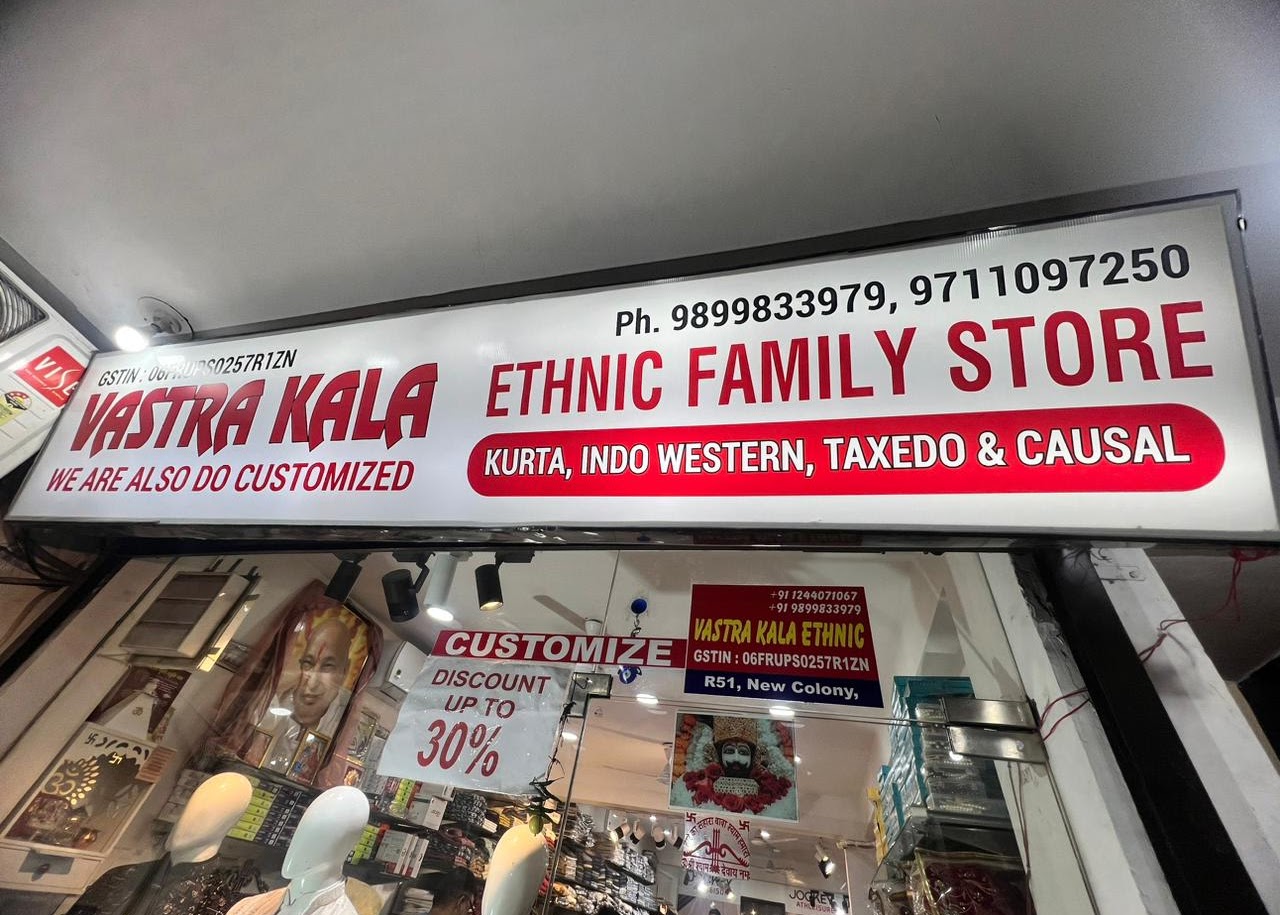 GSTIN : 06FRUPS0257R1ZN
VASTRA KALA
WE ARE ALSO DO CUSTOMIZED
Ph. 9899833979, 9711097250
ETHNIC FAMILY STORE
KURTA, INDO WESTERN, TAXEDO & CAUSAL
CUSTOMIZE
DISCOUNT
UP TO
30%
+91 1244071067
+91 9899833979
VASTRA KALA ETHNIC
GSTIN : 06FRUPS0257R1ZN
R51, New Colony,
JOCKEY